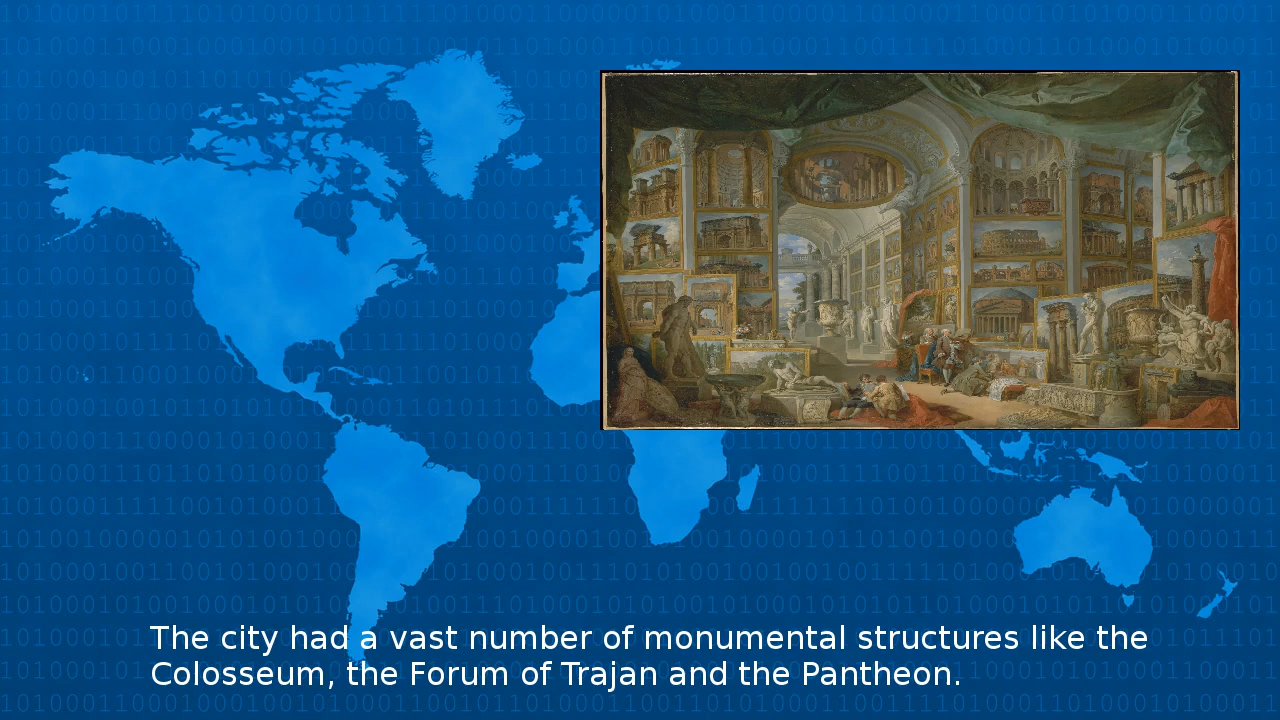 The city had a vast number of monumental structures like the
Colosseum, the Forum of Trajan and the Pantheon.